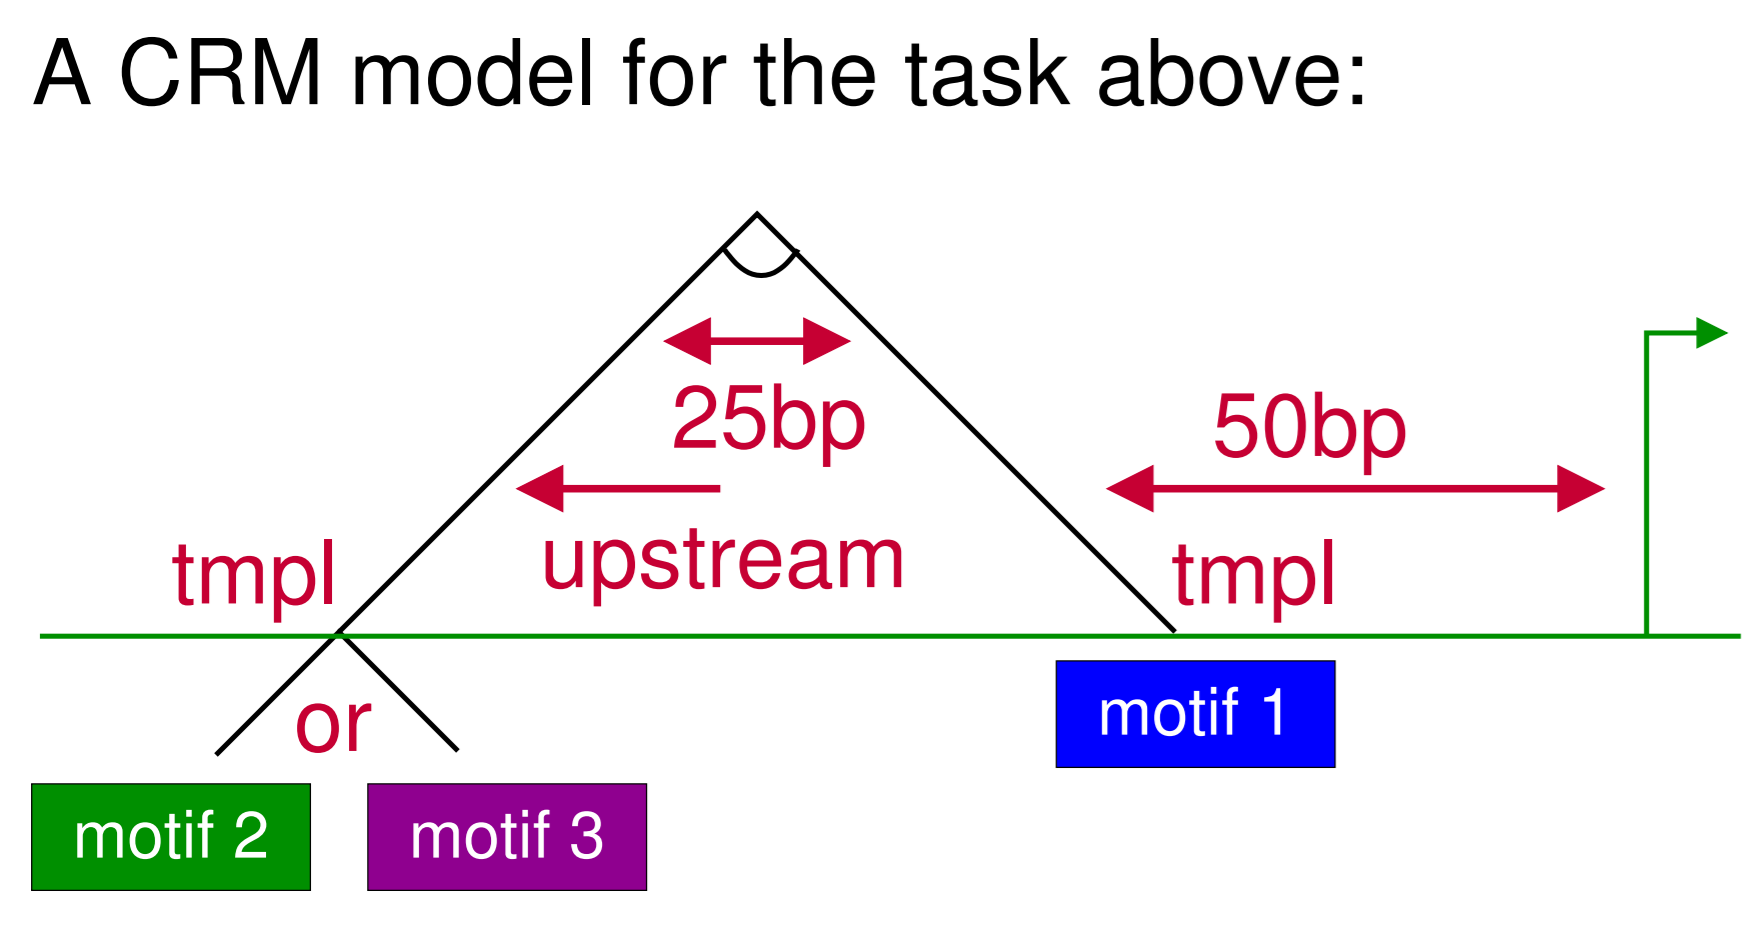 A CRM model for the task above:
25bp
50bp
upstream
tmpl
tmpl
or
motif 1
motif 2
motif 3